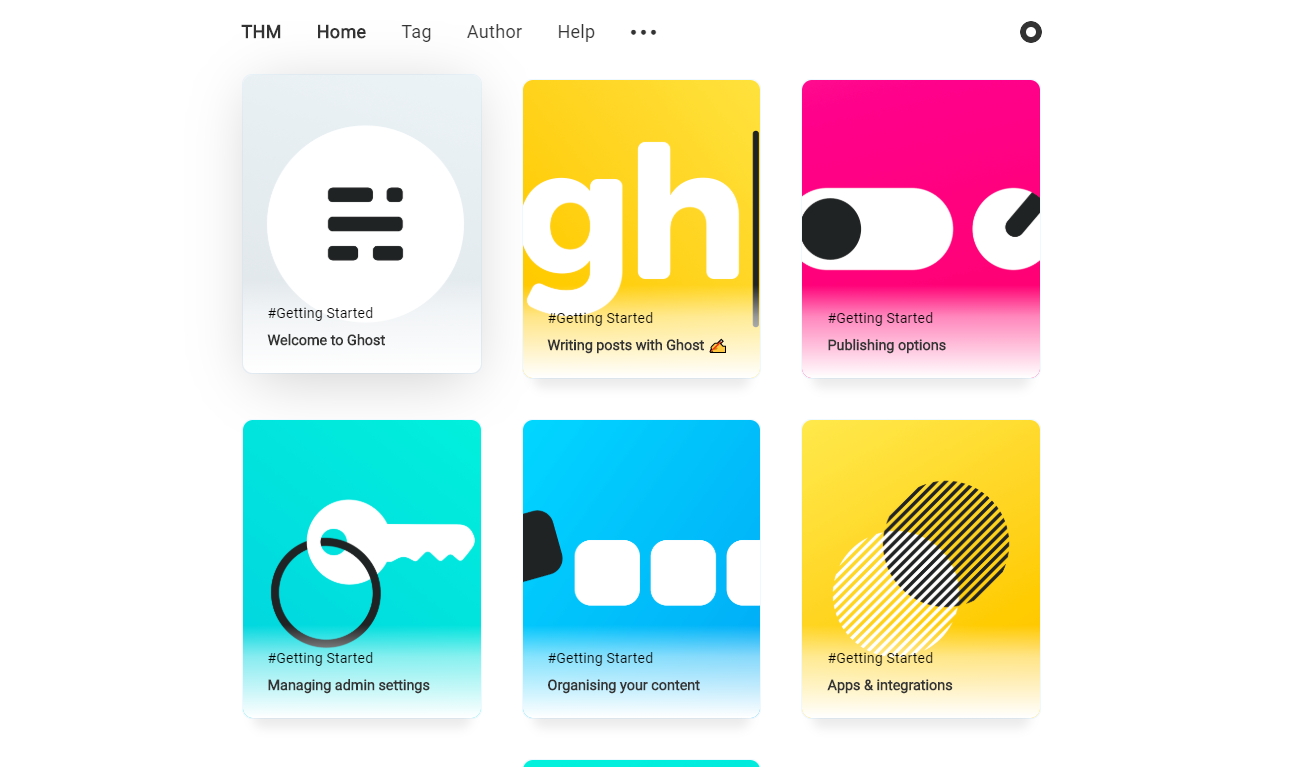 THM Home Tag Author Help •••
#Getting Started
Welcome to Ghost
gh
#Getting Started
Writing posts with Ghost ✍
#Getting Started
Publishing options
#Getting Started
Managing admin settings
#Getting Started
Organising your content
#Getting Started
Apps & integrations